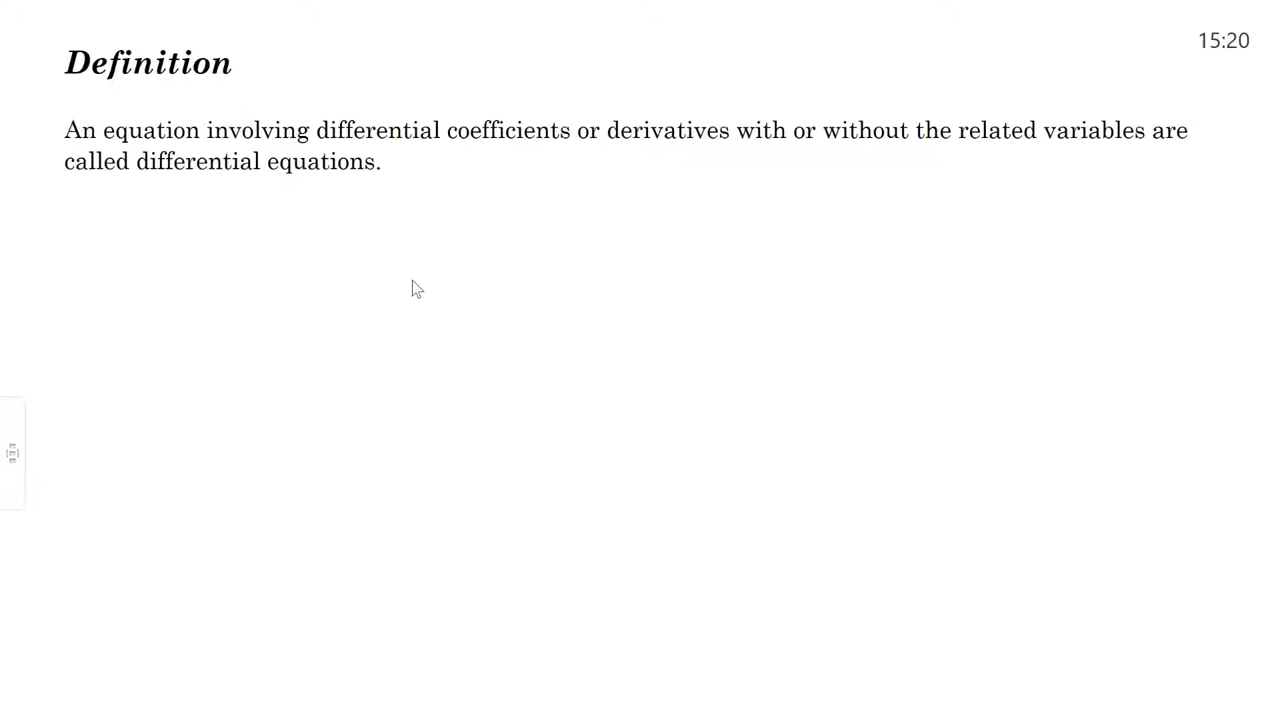 15:20
Definition
An equation involving differential coefficients or derivatives with or without the related variables are
called differential equations.